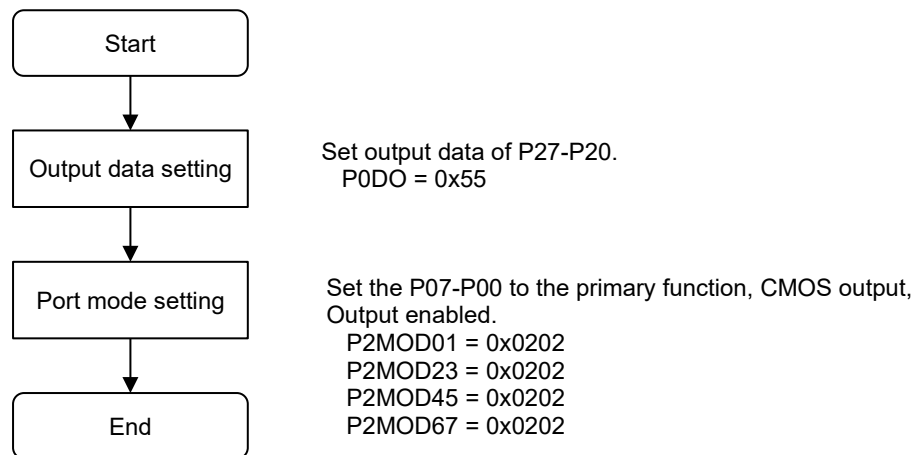 Start
Output data setting
Set output data of P27-P20.
P0DO = 0x55
Port mode setting
Set the P07-P00 to the primary function, CMOS output,
Output enabled.
P2MOD01 = 0x0202
P2MOD23 = 0x0202
P2MOD45 = 0x0202
P2MOD67 = 0x0202
End